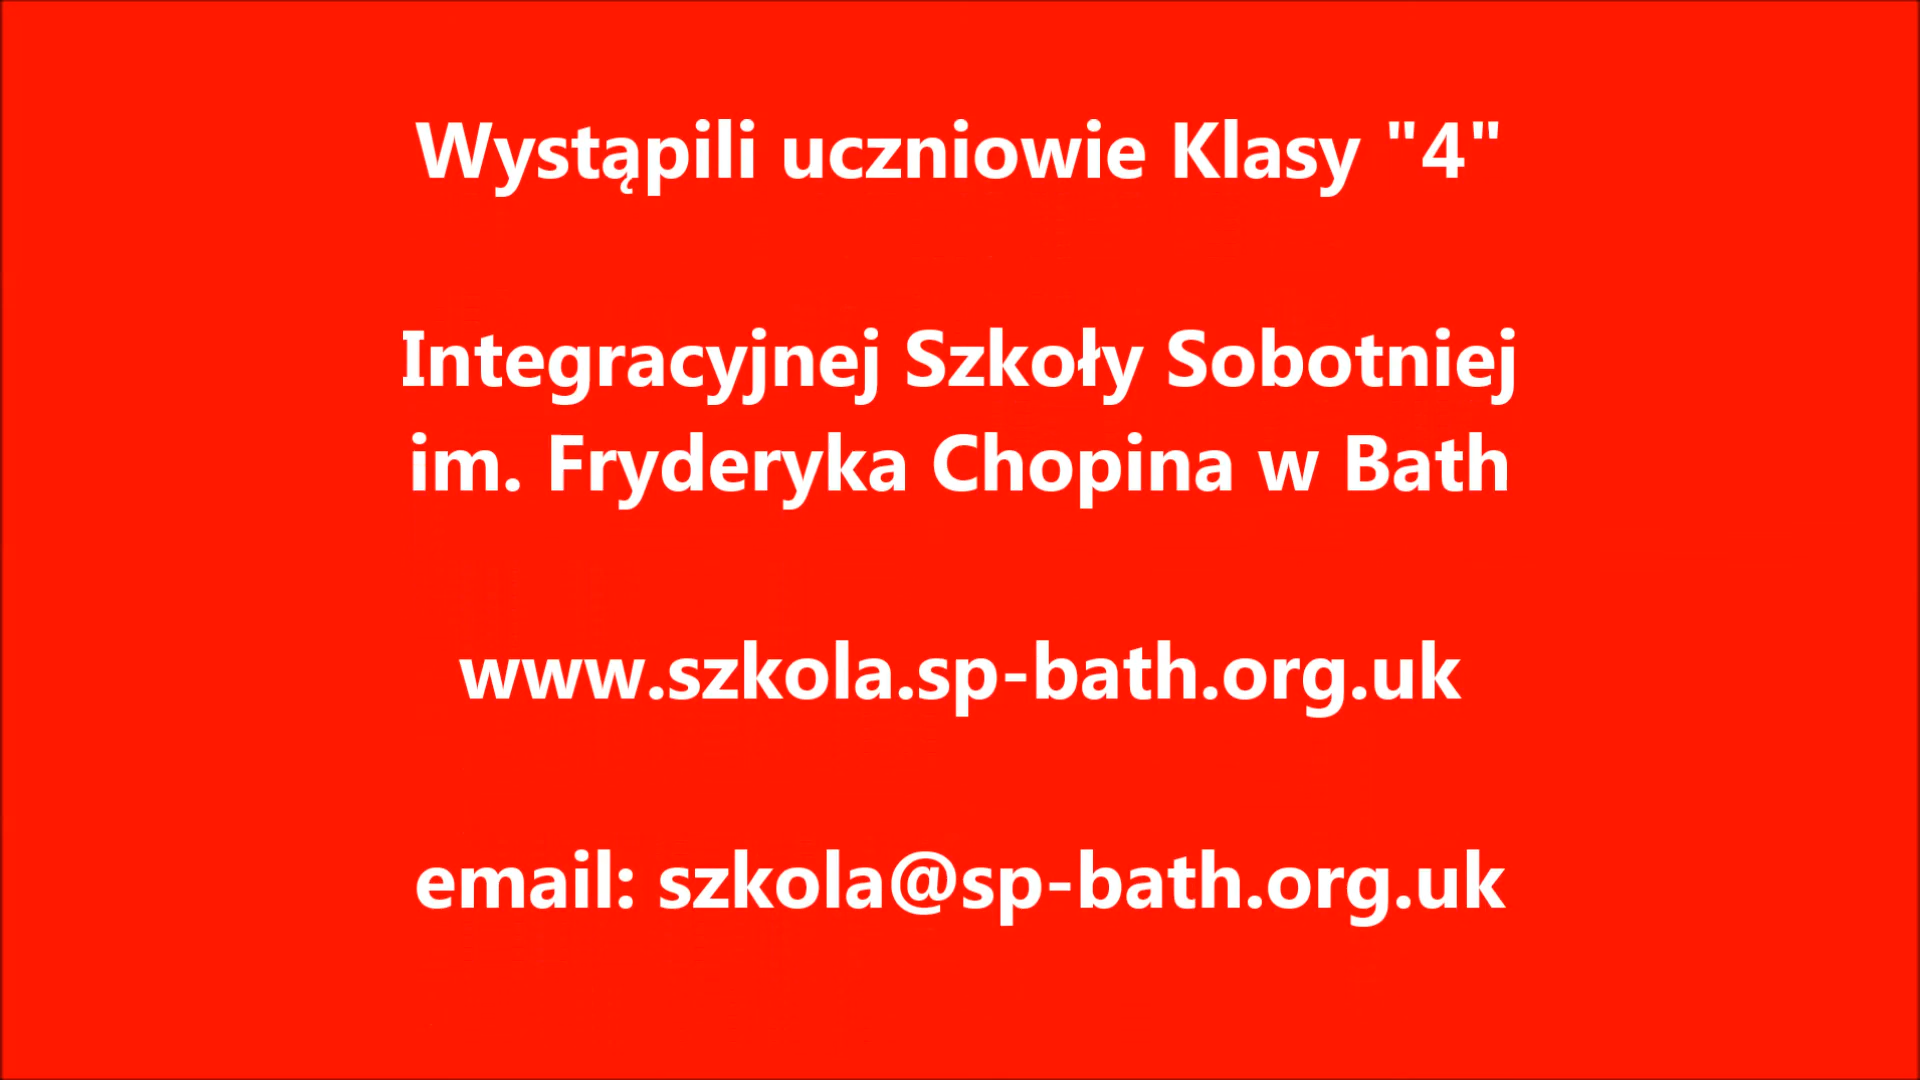 Wystąpili uczniowie Klasy "4"
Integracyjnej Szkoły Sobotniej
im. Fryderyka Chopina w Bath
www.szkola.sp-bath.org.uk
email: szkola@sp-bath.org.uk